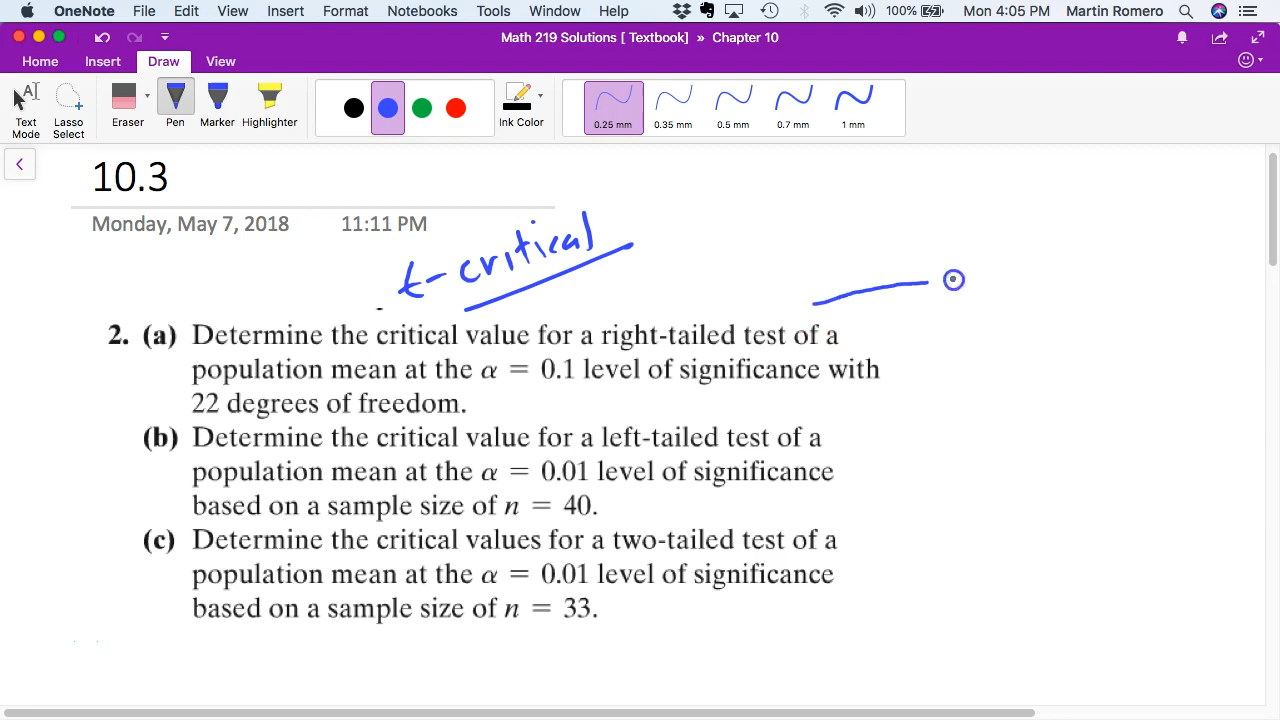 OneNote File Edit View Insert Format Notebooks Tools Window Help 100% Mon 4:05 PM Martin Romero
Math 219 Solutions [ Textbook] » Chapter 10
Home Insert Draw View
Text Mode
Lasso Select
Eraser
Pen
Marker
Highlighter
Ink Color
0.25 mm
0.35 mm
0.5 mm
0.7 mm
1 mm
10.3
Monday, May 7, 2018 11:11 PM
t-critical
2. (a) Determine the critical value for a right-tailed test of a
population mean at the α = 0.1 level of significance with
22 degrees of freedom.
(b) Determine the critical value for a left-tailed test of a
population mean at the α = 0.01 level of significance
based on a sample size of n = 40.
(c) Determine the critical values for a two-tailed test of a
population mean at the α = 0.01 level of significance
based on a sample size of n = 33.